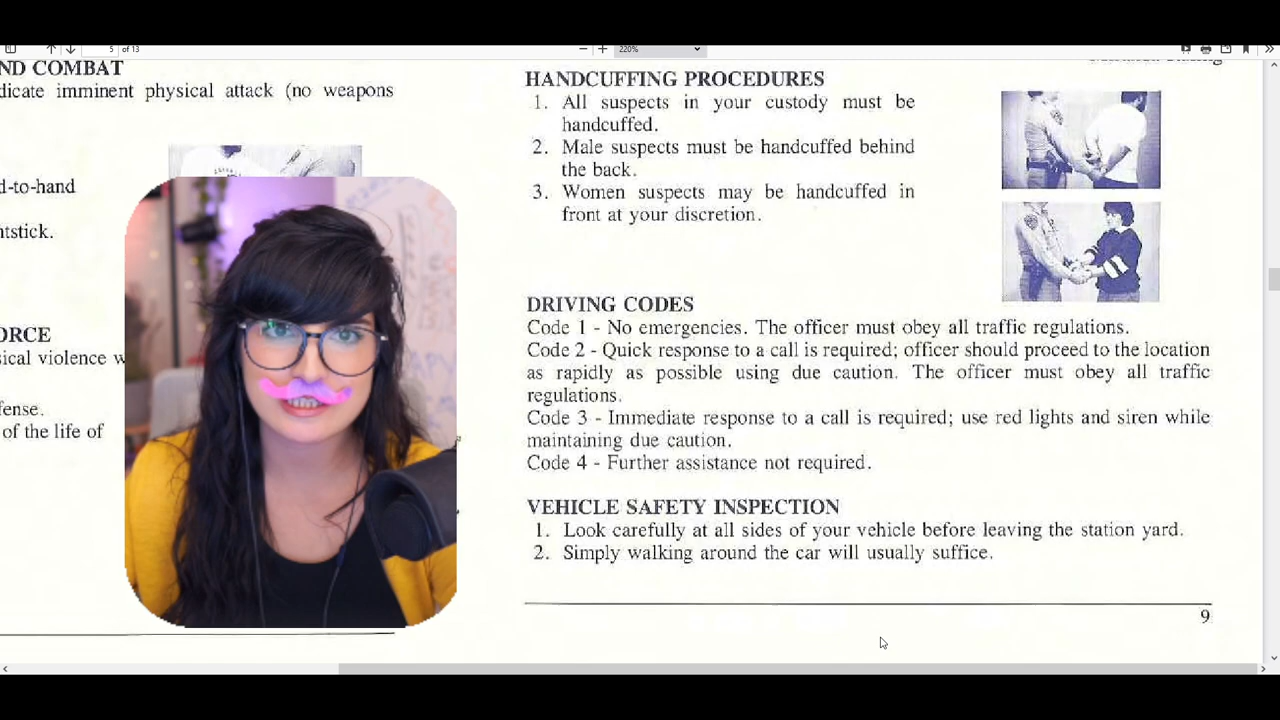 5 of 13
220%
ND COMBAT
dicate imminent physical attack (no weapons
d-to-hand
tstick.
ORCE
sical violence w
ense.
of the life of
HANDCUFFING PROCEDURES
1. All suspects in your custody must be
handcuffed.
2. Male suspects must be handcuffed behind
the back.
3. Women suspects may be handcuffed in
front at your discretion.
DRIVING CODES
Code 1 - No emergencies. The officer must obey all traffic regulations.
Code 2 - Quick response to a call is required; officer should proceed to the location
as rapidly as possible using due caution. The officer must obey all traffic
regulations.
Code 3 - Immediate response to a call is required; use red lights and siren while
maintaining due caution.
Code 4 - Further assistance not required.
VEHICLE SAFETY INSPECTION
1. Look carefully at all sides of your vehicle before leaving the station yard.
2. Simply walking around the car will usually suffice.
9